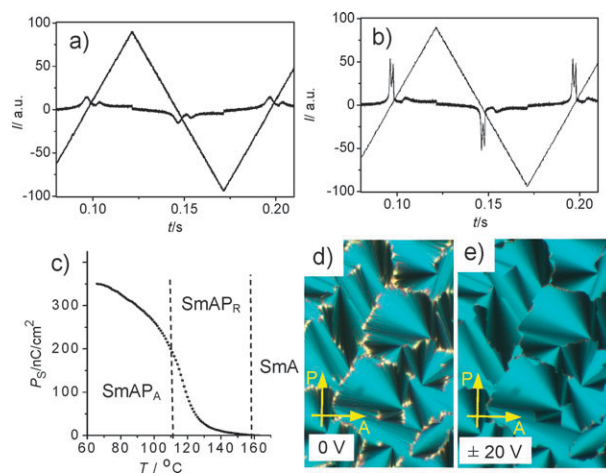 a)
100
50
0
-50
-100
I/ a.u.
0.10
0.15
0.20
t/s
b)
100
50
0
-50
-100
I/ a.u.
0.10
0.15
0.20
t/s
c)
300
200
100
0
PS/nC/cm²
SmAPR
SmA
SmAPA
60
80
100
120
140
160
180
T / °C
d)
P
A
0 V
e)
P
A
± 20 V